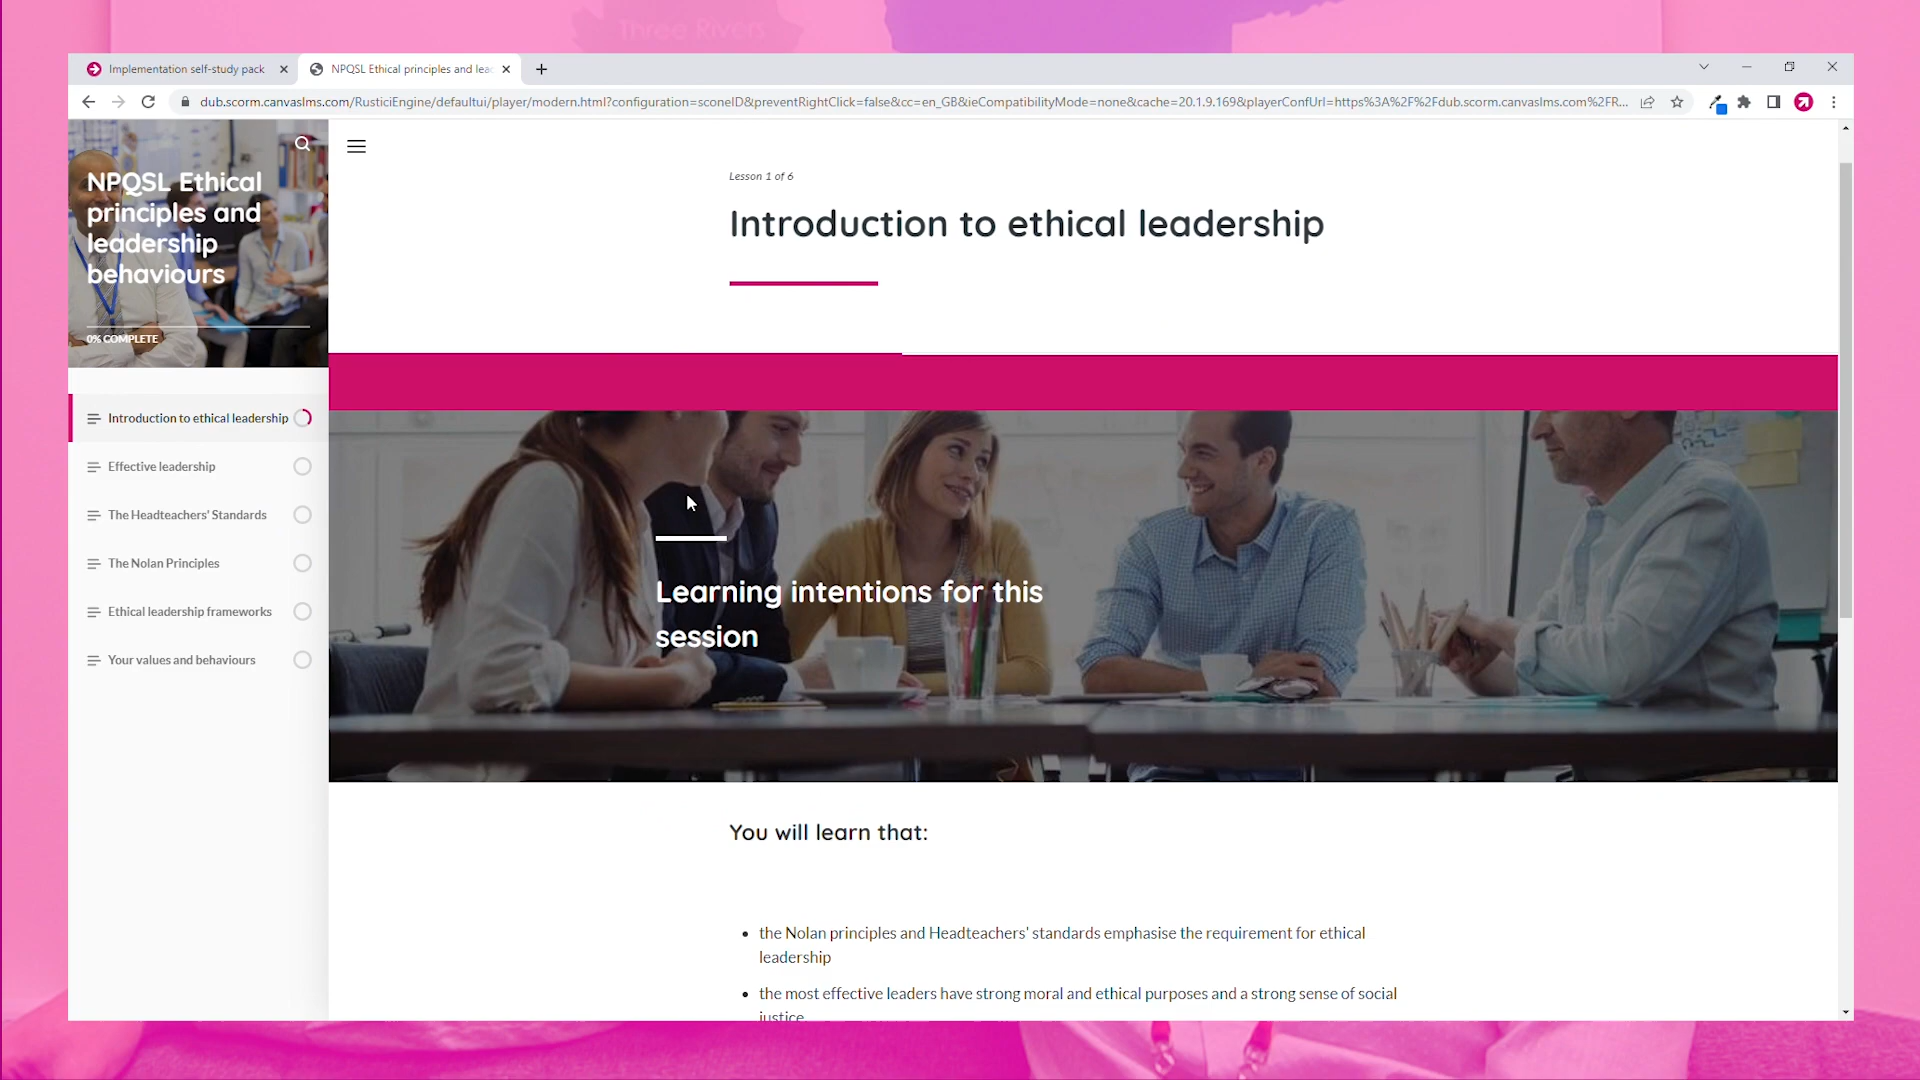 Three Rivers
Implementation self-study pack
NPQSL Ethical principles and lea
dub.scorm.canvaslms.com/RusticiEngine/defaultui/player/modern.html?configuration=sconeID&preventRightClick=false&cc=en_GB&ieCompatibilityMode=none&cache=20.1.9.169&playerConfUrl=https%3A%2F%2Fdub.scorm.canvaslms.com%2FR...
NPQSL Ethical
principles and
leadership
behaviours
0% COMPLETE
Introduction to ethical leadership
Effective leadership
The Headteachers' Standards
The Nolan Principles
Ethical leadership frameworks
Your values and behaviours
Lesson 1 of 6
Introduction to ethical leadership
Learning intentions for this
session
You will learn that:
• the Nolan principles and Headteachers' standards emphasise the requirement for ethical
leadership
• the most effective leaders have strong moral and ethical purposes and a strong sense of social
justice